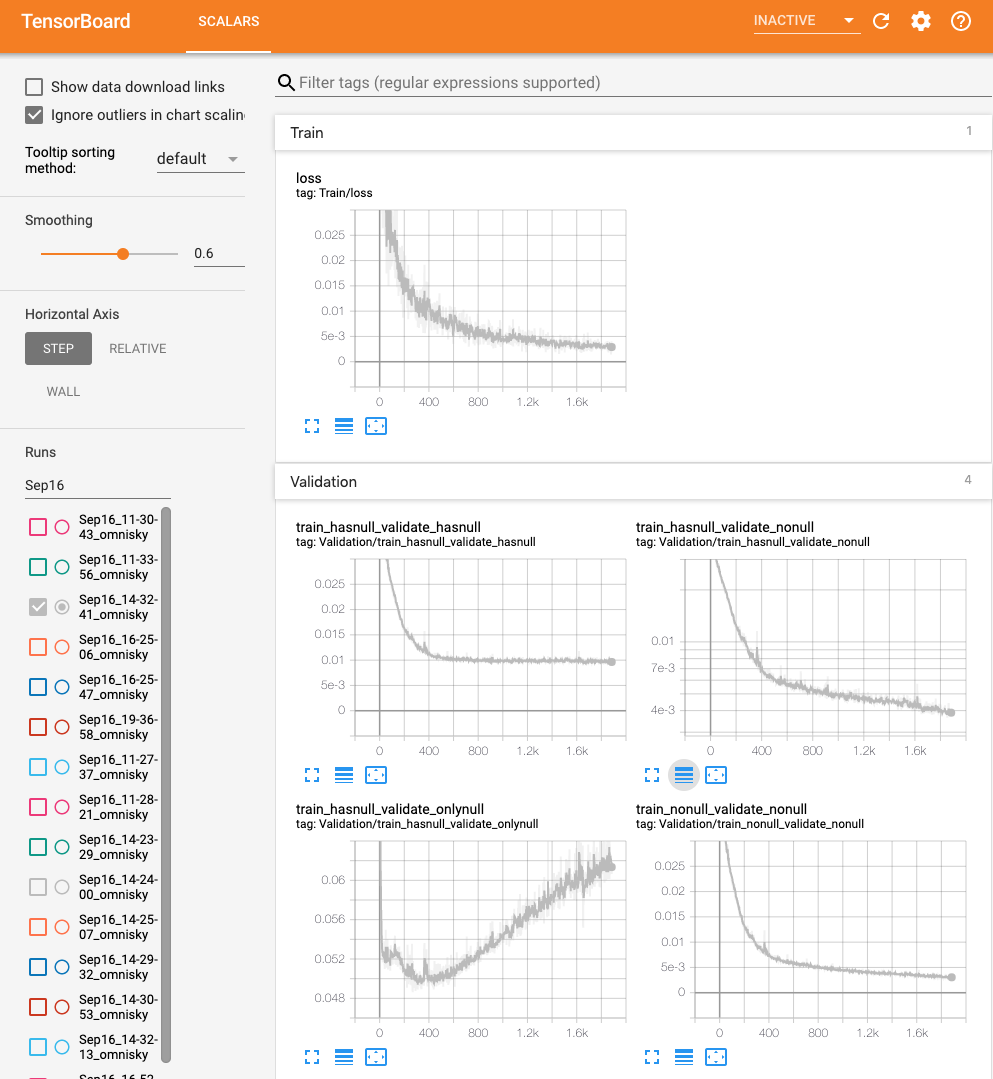 TensorBoard
SCALARS
INACTIVE
Show data download links
Ignore outliers in chart scalin
Tooltip sorting
method:
default
Smoothing
0.6
Horizontal Axis
STEP
RELATIVE
WALL
Runs
Sep16
Sep16_11-30-
43_omnisky
Sep16_11-33-
56_omnisky
Sep16_14-32-
41_omnisky
Sep16_16-25-
06_omnisky
Sep16_16-25-
47_omnisky
Sep16_19-36-
58_omnisky
Sep16_11-27-
37_omnisky
Sep16_11-28-
21_omnisky
Sep16_14-23-
29_omnisky
Sep16_14-24-
00_omnisky
Sep16_14-25-
07_omnisky
Sep16_14-29-
32_omnisky
Sep16_14-30-
53_omnisky
Sep16_14-32-
13_omnisky
Filter tags (regular expressions supported)
Train
1
loss
tag: Train/loss
0.025
0.02
0.015
0.01
5e-3
0
0 400 800 1.2k 1.6k
Validation
4
train_hasnull_validate_hasnull
tag: Validation/train_hasnull_validate_hasnull
0.025
0.02
0.015
0.01
5e-3
0
0 400 800 1.2k 1.6k
train_hasnull_validate_nonull
tag: Validation/train_hasnull_validate_nonull
0.01
7e-3
4e-3
0 400 800 1.2k 1.6k
train_hasnull_validate_onlynull
tag: Validation/train_hasnull_validate_onlynull
0.06
0.056
0.052
0.048
0 400 800 1.2k 1.6k
train_nonull_validate_nonull
tag: Validation/train_nonull_validate_nonull
0.025
0.02
0.015
0.01
5e-3
0
0 400 800 1.2k 1.6k